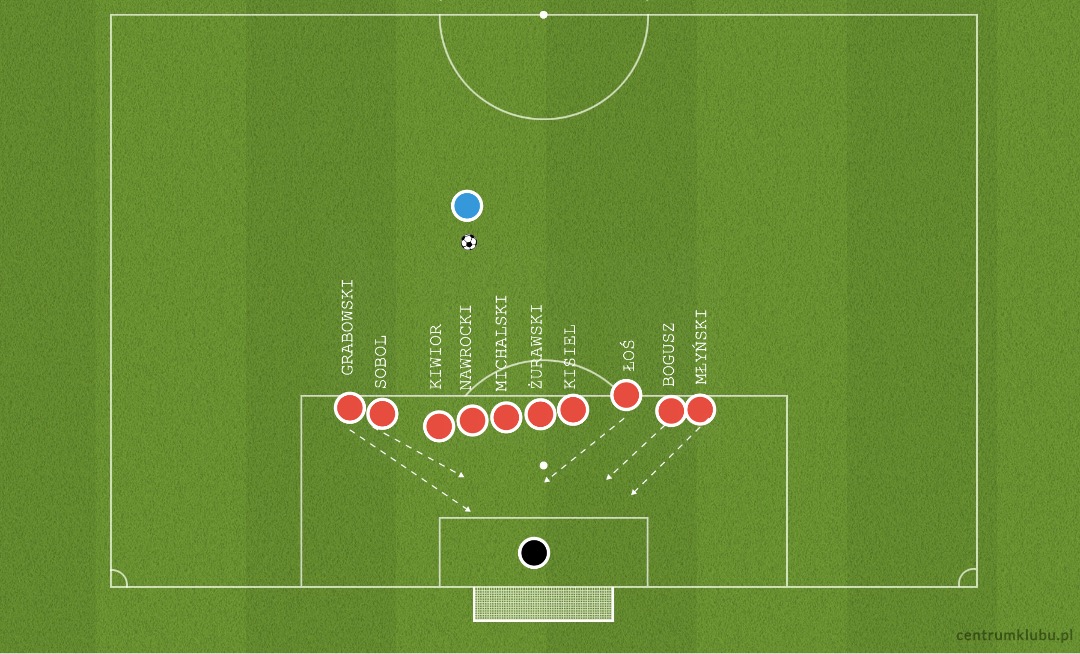 GRABOWSKI
SOBOL
KIWIOR
NAWROCKI
MICHALSKI
ŻURAWSKI
KISIEL
ŁOŚ
BOGUSZ
MŁYŃSKI
centrumklubu.pl